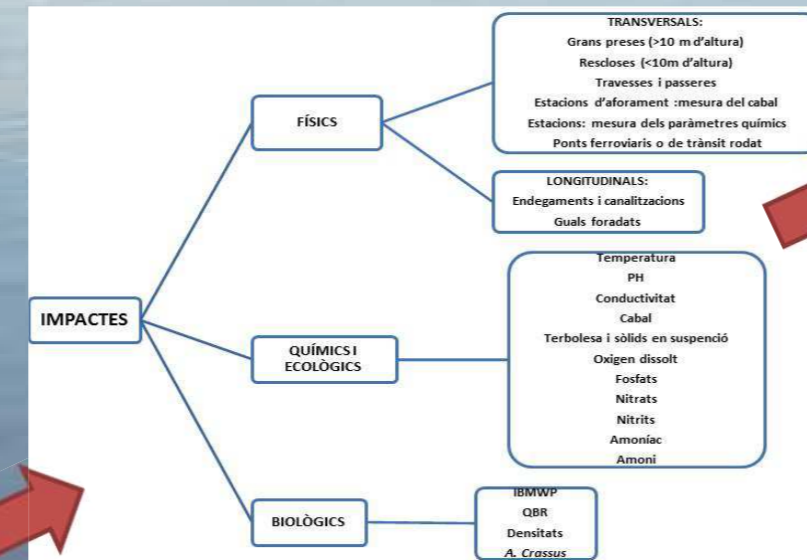 IMPACTES
FÍSICS
TRANSVERSALS:
Grans preses (>10 m d'altura)
Rescloses (<10m d'altura)
Travesses i passeres
Estacions d'aforament :mesura del cabal
Estacions: mesura dels paràmetres químics
Ponts ferroviaris o de trànsit rodat
LONGITUDINALS:
Endegaments i canalitzacions
Guals foradats
QUÍMICS I
ECOLÒGICS
Temperatura
PH
Conductivitat
Cabal
Terbolesa i sòlids en suspenció
Oxigen dissolt
Fosfats
Nitrats
Nitrits
Amoníac
Amoni
BIOLÒGICS
IBMWP
QBR
Densitats
A. Crassus